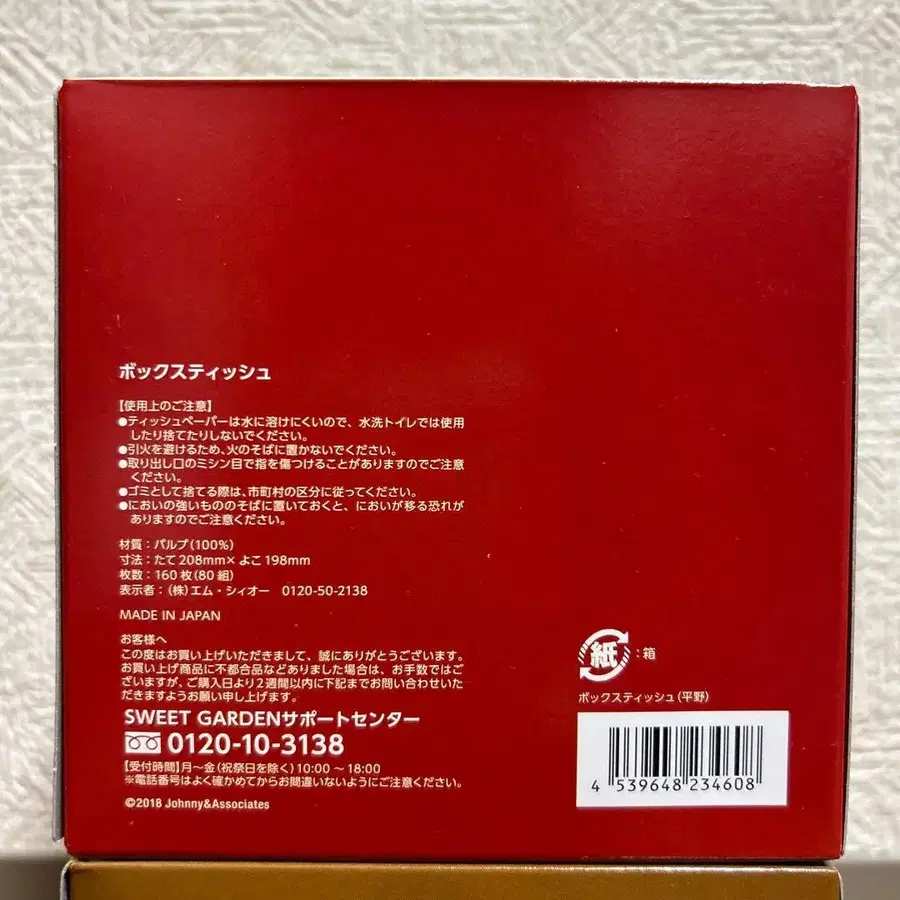 ボックスティッシュ
【使用上のご注意】
●ティッシュペーパーは水に溶けにくいので、水洗トイレでは使用
したり捨てたりしないでください。
●引火を避けるため、火のそばに置かないでください。
●取り出し口のミシン目で指を傷つけることがありますのでご注意
ください。
●ゴミとして捨てる際は、市町村の区分に従ってください。
●においの強いもののそばに置いておくと、においが移る恐れが
ありますのでご注意ください。
材質：パルプ(100%)
寸法：たて208mm×よこ198mm
枚数：160枚(80組)
表示者：(株)エム・シィオー 0120-50-2138
MADE IN JAPAN
お客様へ
この度はお買い上げいただきまして、誠にありがとうございます。
お買い上げ商品に不都合品などありました場合は、お手数ではご
ざいますが、ご購入日より2週間以内に下記までお問い合わせいた
だきますようお願い申し上げます。
SWEET GARDENサポートセンター
0120-10-3138
【受付時間】月〜金(祝祭日を除く)10:00〜18:00
※電話番号はよく確かめてからお間違いないようにご注意ください。
©2018 Johnny&Associates
紙：箱
ボックスティッシュ(平野)
4 539648 234608